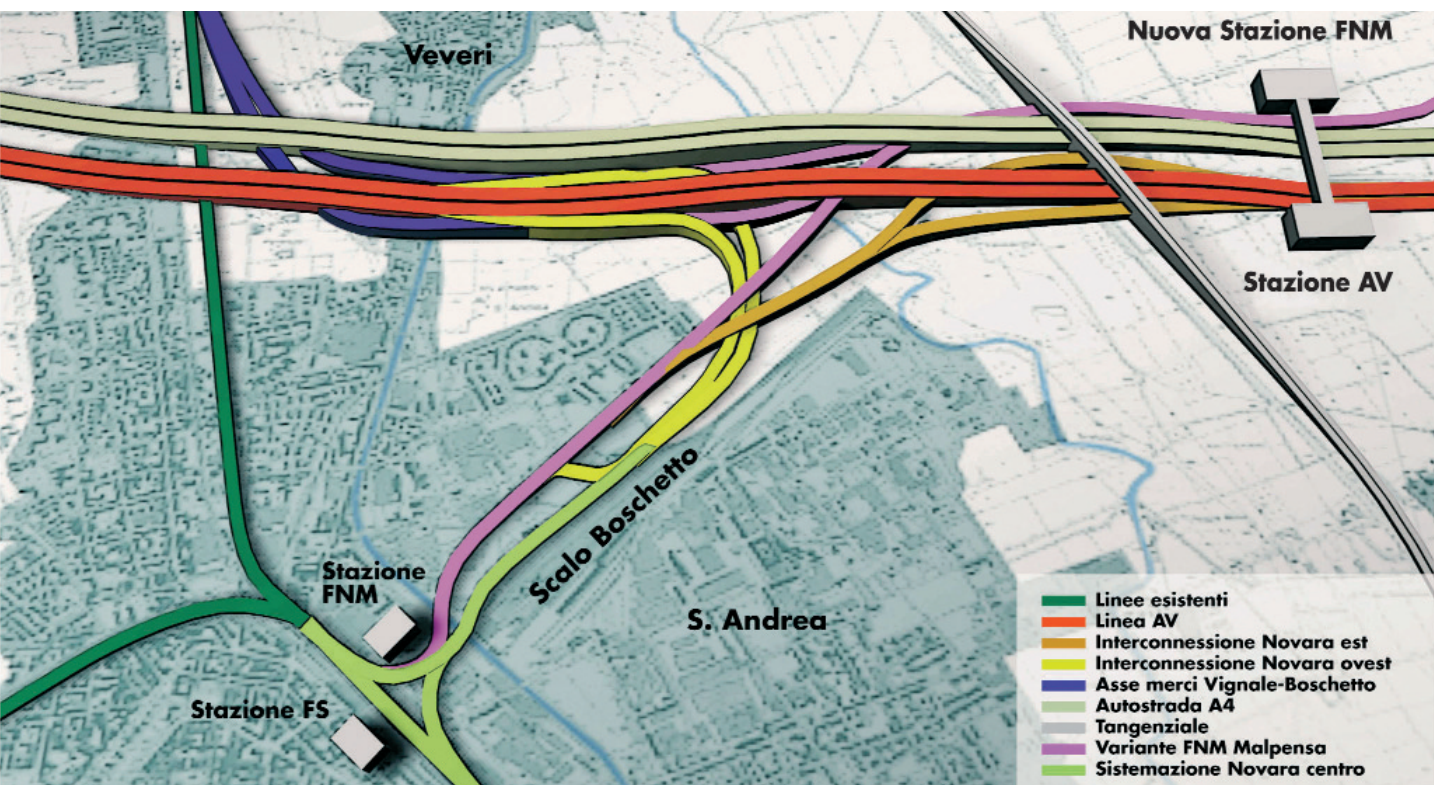 Veveri
Nuova Stazione FNM
Stazione AV
Scalo Boschetto
Stazione
FNM
S. Andrea
Stazione FS
Linee esistenti
Linea AV
Interconnessione Novara est
Interconnessione Novara ovest
Asse merci Vignale-Boschetto
Autostrada A4
Tangenziale
Variante FNM Malpensa
Sistemazione Novara centro